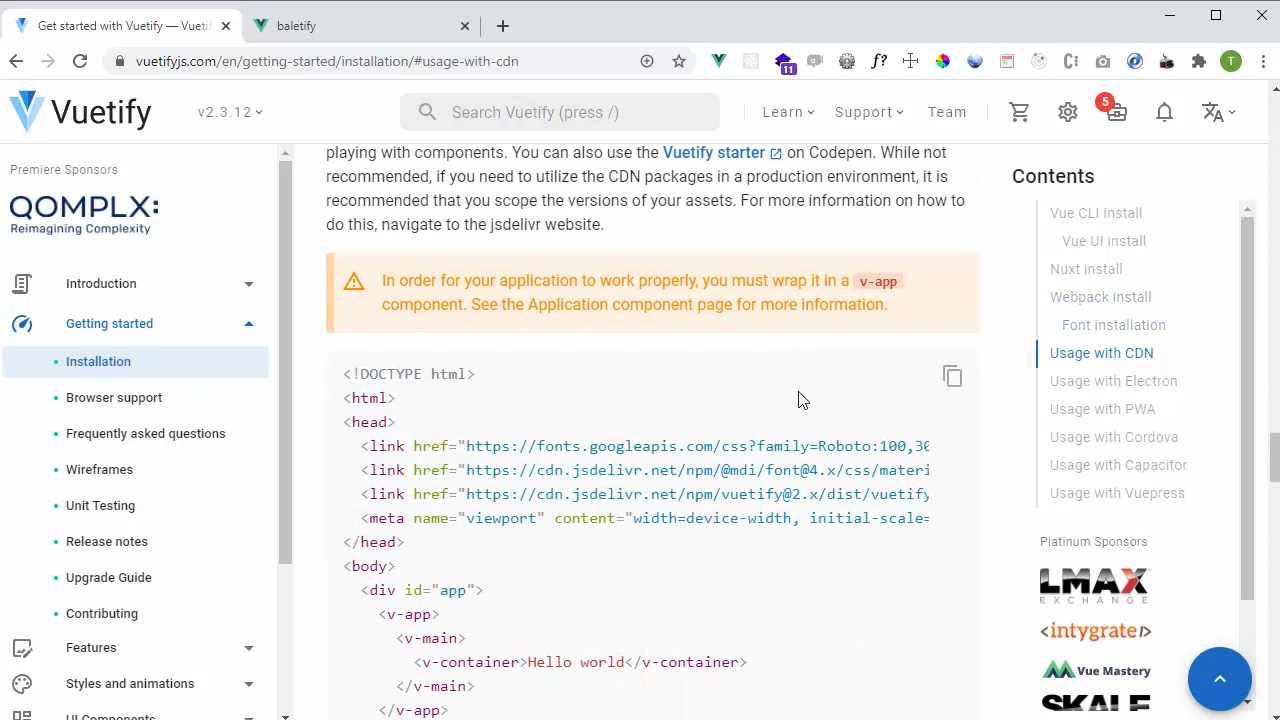 Get started with Vuetify — Vuetif
baletify
vuetifyjs.com/en/getting-started/installation/#usage-with-cdn
f?
11
T
Vuetify
v2.3.12
Search Vuetify (press /)
Learn
Support
Team
5
Premiere Sponsors
QOMPLX:
Reimagining Complexity
Introduction
Getting started
Installation
Browser support
Frequently asked questions
Wireframes
Unit Testing
Release notes
Upgrade Guide
Contributing
Features
Styles and animations
UI Components
playing with components. You can also use the Vuetify starter on Codepen. While not
recommended, if you need to utilize the CDN packages in a production environment, it is
recommended that you scope the versions of your assets. For more information on how to
do this, navigate to the jsdelivr website.
In order for your application to work properly, you must wrap it in a v-app
component. See the Application component page for more information.
<!DOCTYPE html>
<html>
<head>
<link href="https://fonts.googleapis.com/css?family=Roboto:100,30
<link href="https://cdn.jsdelivr.net/npm/@mdi/font@4.x/css/materi
<link href="https://cdn.jsdelivr.net/npm/vuetify@2.x/dist/vuetify
<meta name="viewport" content="width=device-width, initial-scale=
</head>
<body>
<div id="app">
<v-app>
<v-main>
<v-container>Hello world</v-container>
</v-main>
</v-app>
Contents
Vue CLI Install
Vue UI install
Nuxt install
Webpack install
Font installation
Usage with CDN
Usage with Electron
Usage with PWA
Usage with Cordova
Usage with Capacitor
Usage with Vuepress
Platinum Sponsors
LMAX
EXCHANGE
<intygrate/>
Vue Mastery
SKALE